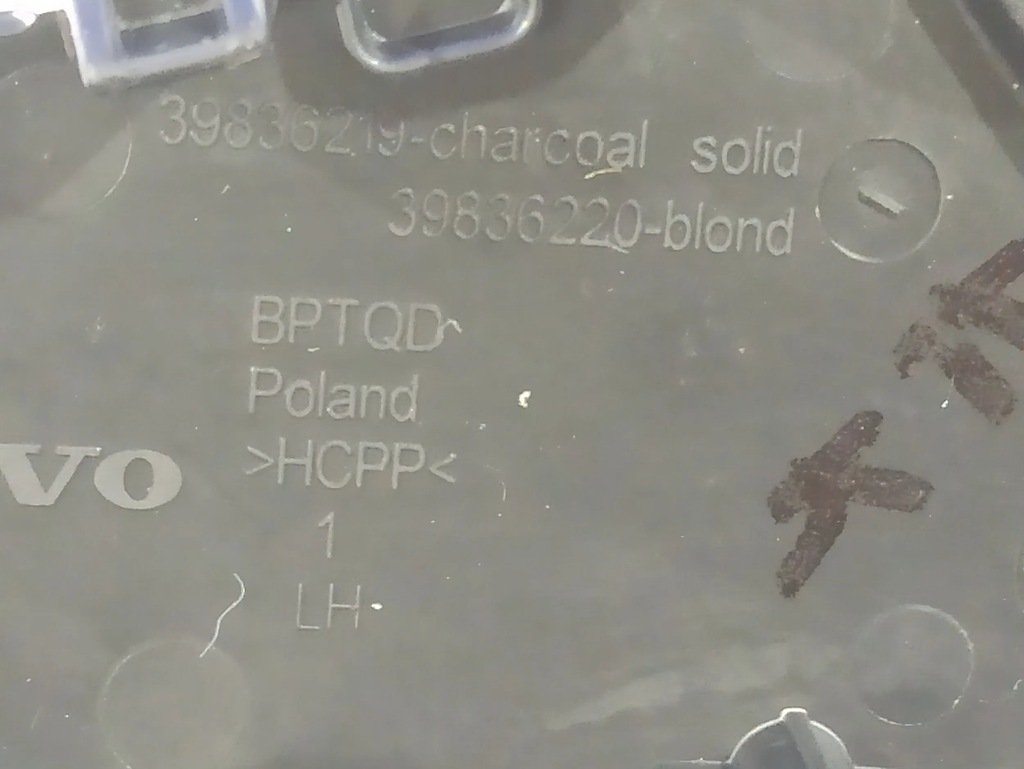 39836219-charcoal solid
39836220-blond
BPTQD
Poland
>HCPP<
VO
1
LH